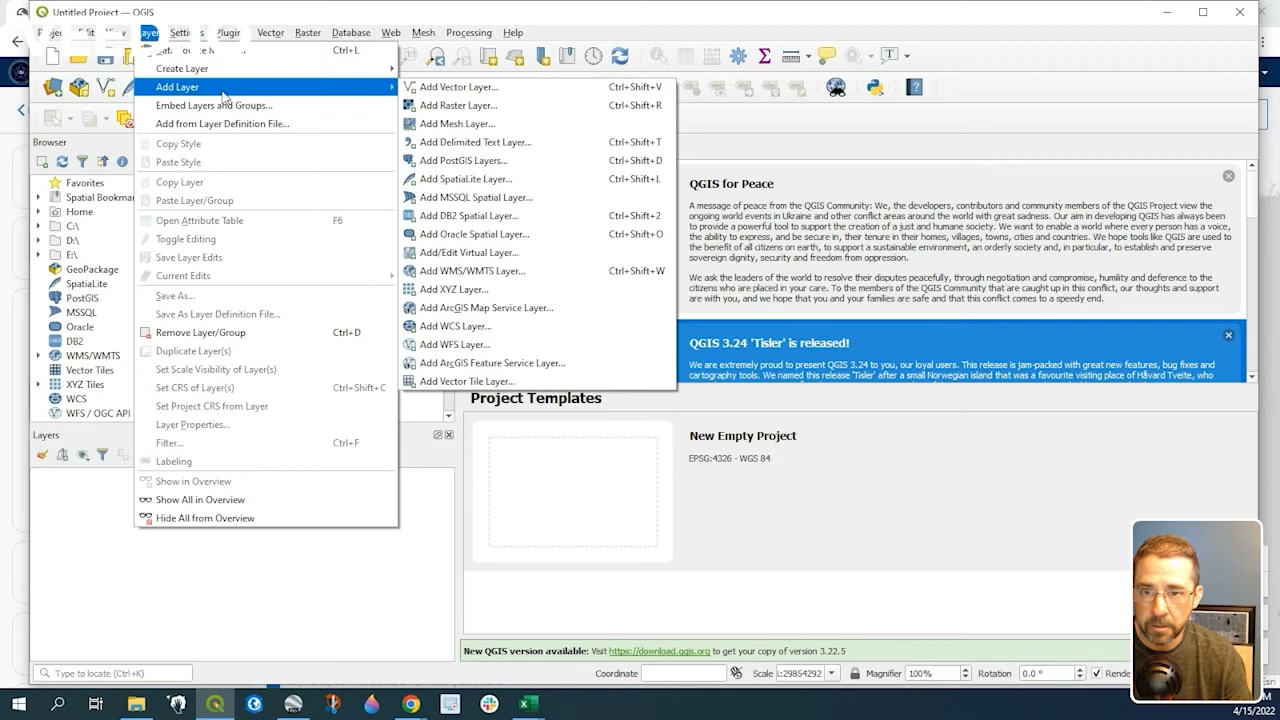 Untitled Project — QGIS
Layer Plugin Vector Raster Database Web Mesh Processing Help
Ctrl+L
Create Layer
Add Layer
Embed Layers and Groups...
Add from Layer Definition File...
Copy Style
Paste Style
Copy Layer
Paste Layer/Group
Open Attribute Table F6
Toggle Editing
Save Layer Edits
Current Edits
Save As...
Save As Layer Definition File...
Remove Layer/Group Ctrl+D
Duplicate Layer(s)
Set Scale Visibility of Layer(s)
Set CRS of Layer(s) Ctrl+Shift+C
Set Project CRS from Layer
Layer Properties...
Filter... Ctrl+F
Labeling
Show in Overview
Show All in Overview
Hide All from Overview
Add Vector Layer... Ctrl+Shift+V
Add Raster Layer... Ctrl+Shift+R
Add Mesh Layer...
Add Delimited Text Layer... Ctrl+Shift+T
Add PostGIS Layers... Ctrl+Shift+D
Add SpatiaLite Layer... Ctrl+Shift+L
Add MSSQL Spatial Layer...
Add DB2 Spatial Layer... Ctrl+Shift+2
Add Oracle Spatial Layer... Ctrl+Shift+O
Add/Edit Virtual Layer...
Add WMS/WMTS Layer... Ctrl+Shift+W
Add XYZ Layer...
Add ArcGIS Map Service Layer...
Add WCS Layer...
Add WFS Layer...
Add ArcGIS Feature Service Layer...
Add Vector Tile Layer...
Browser
Favorites
Spatial Bookmar
Home
C:\
D:\
E:\
GeoPackage
SpatiaLite
PostGIS
MSSQL
Oracle
DB2
WMS/WMTS
Vector Tiles
XYZ Tiles
WCS
WFS / OGC API
Layers
QGIS for Peace
A message of peace from the QGIS Community: We, the developers, contributors and community members of the QGIS Project view the
ongoing world events in Ukraine and other conflict areas around the world with great sadness. Our aim in developing QGIS has always been
to provide a powerful tool to support the creation of a just and humane society. We want to enable a world where every person has a voice,
the ability to express, and be secure in, their tenure in their homes, villages, towns, cities and countries. We hope tools like QGIS are used to
the benefit of all citizens on earth, to support a sustainable environment, an orderly society and, in particular, to establish and preserve
sovereign dignity, security and freedom from oppression.
We ask the leaders of the world to resolve their disputes peacefully, through negotiation and compromise, humility and deference to the
citizens who are placed in your care. To the members of the QGIS Community that are caught up in this conflict, our thoughts and support
are with you, and we hope that you and your families are safe and that this conflict comes to a speedy end.
QGIS 3.24 'Tisler' is released!
We are extremely pleased to present QGIS 3.24 to you, our loyal users. This release is jam-packed with great new features, bug fixes and
cartography tools. We named this release 'Tisler' after a small Norwegian island that was a favourite visiting place of Håvard Tveite, who
Project Templates
New Empty Project
EPSG:4326 - WGS 84
New QGIS version available: Visit https://download.qgis.org to get your copy of version 3.22.5
Type to locate (Ctrl+K)
Coordinate
Scale :29854292
Magnifier 100%
Rotation 0.0 °
Rende
4/15/2022